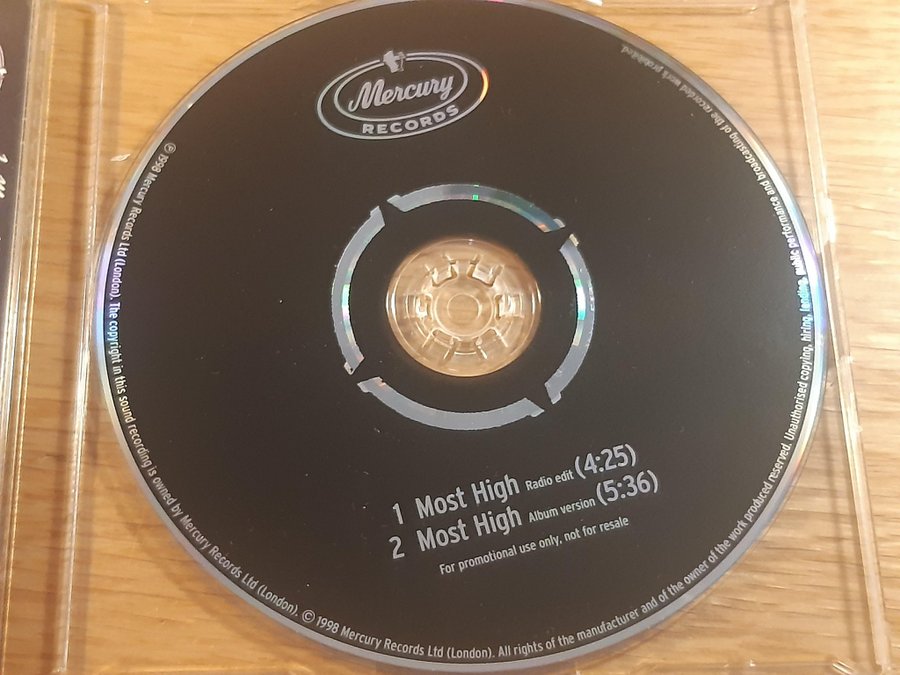 Mercury
RECORDS
1 Most High Radio edit (4:25)
2 Most High Album version (5:36)
For promotional use only, not for resale
℗ 1998 Mercury Records Ltd (London). The copyright in this sound recording is owned by Mercury Records Ltd (London). © 1998 Mercury Records Ltd (London). All rights of the manufacturer and of the owner of the work produced reserved. Unauthorised copying, hiring, lending, public performance and broadcasting of the recorded work prohibited.